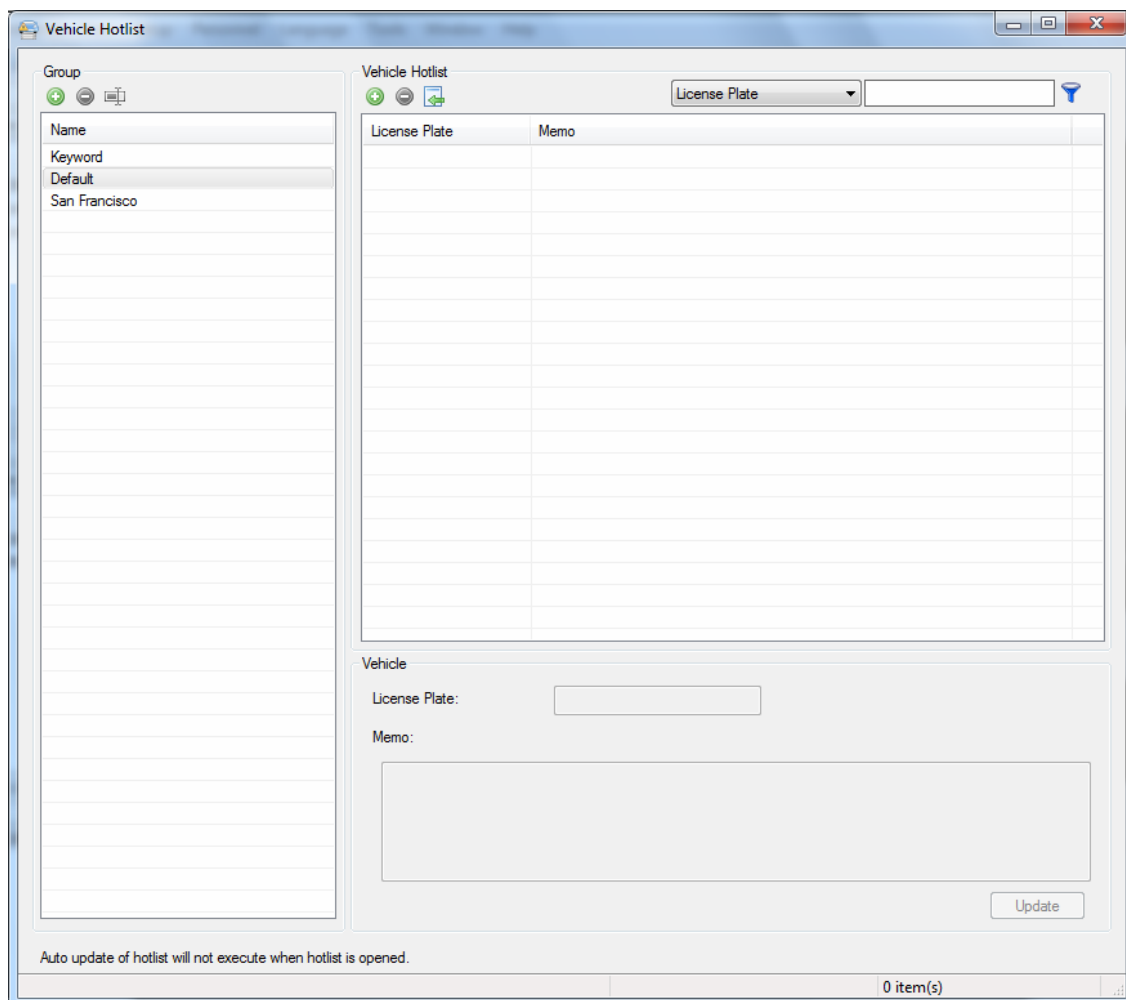 Vehicle Hotlist
Group
Name
Keyword
Default
San Francisco
Vehicle Hotlist
License Plate
License Plate Memo
Vehicle
License Plate:
Memo:
Update
Auto update of hotlist will not execute when hotlist is opened.
0 item(s)